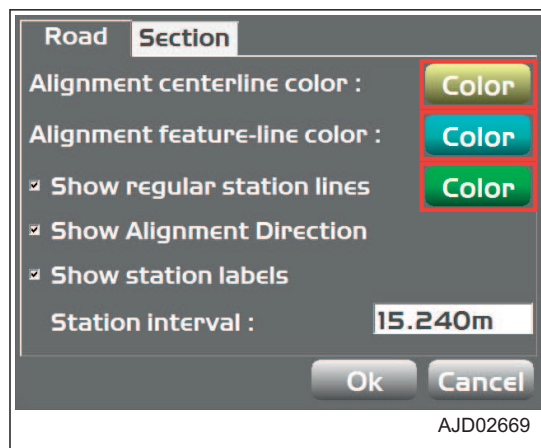 Road Section
Alignment centerline color : Color
Alignment feature-line color : Color
Show regular station lines Color
Show Alignment Direction
Show station labels
Station interval : 15.240m
Ok Cancel
AJD02669